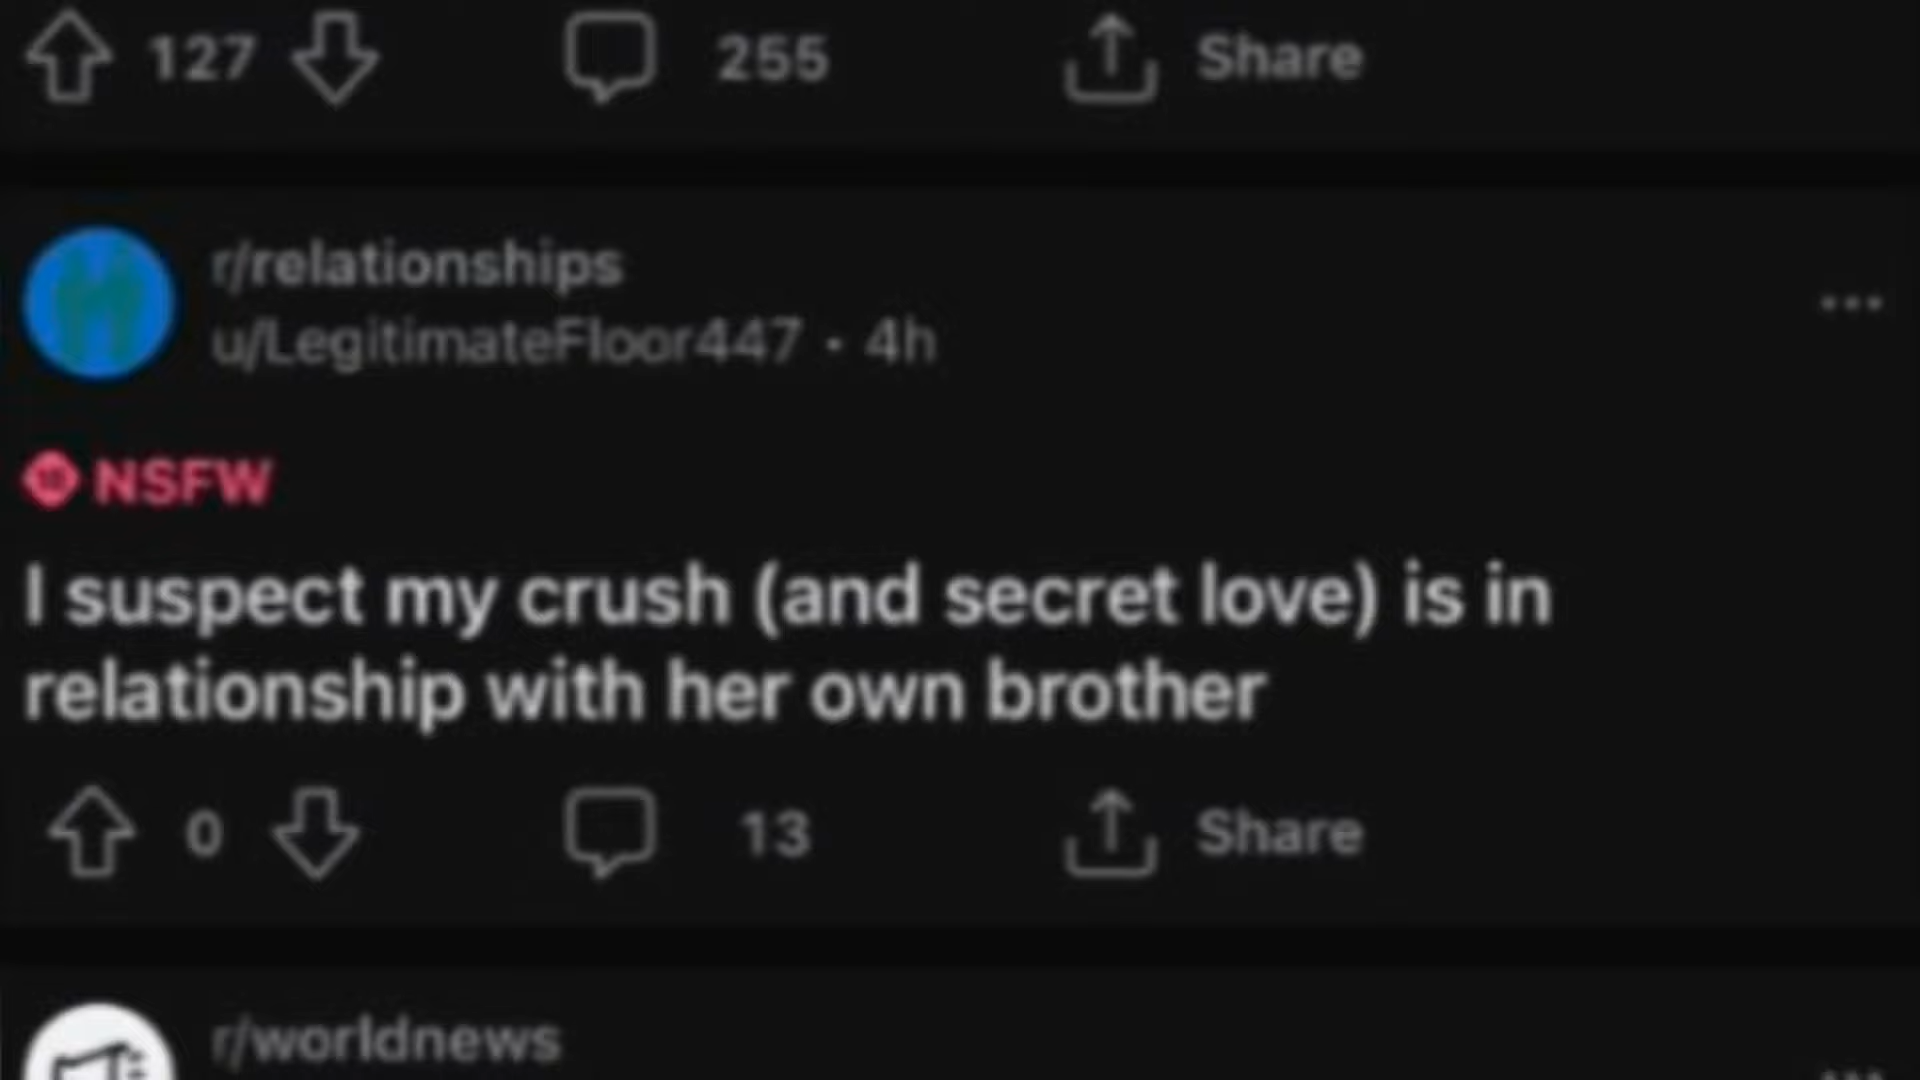 127 255 Share
r/relationships
u/LegitimateFloor447 • 4h
NSFW
I suspect my crush (and secret love) is in
relationship with her own brother
0 13 Share
r/worldnews